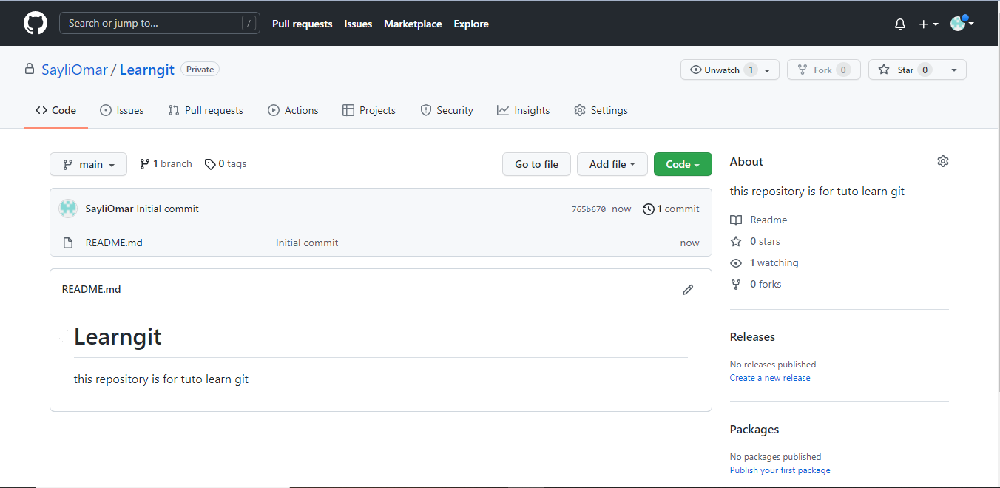 Search or jump to... /
Pull requests Issues Marketplace Explore
SayliOmar / Learngit Private
Unwatch 1 Fork 0 Star 0
Code Issues Pull requests Actions Projects Security Insights Settings
main 1 branch 0 tags
Go to file Add file Code
SayliOmar Initial commit 765b670 now 1 commit
README.md Initial commit now
README.md
Learngit
this repository is for tuto learn git
About
this repository is for tuto learn git
Readme
0 stars
1 watching
0 forks
Releases
No releases published
Create a new release
Packages
No packages published
Publish your first package